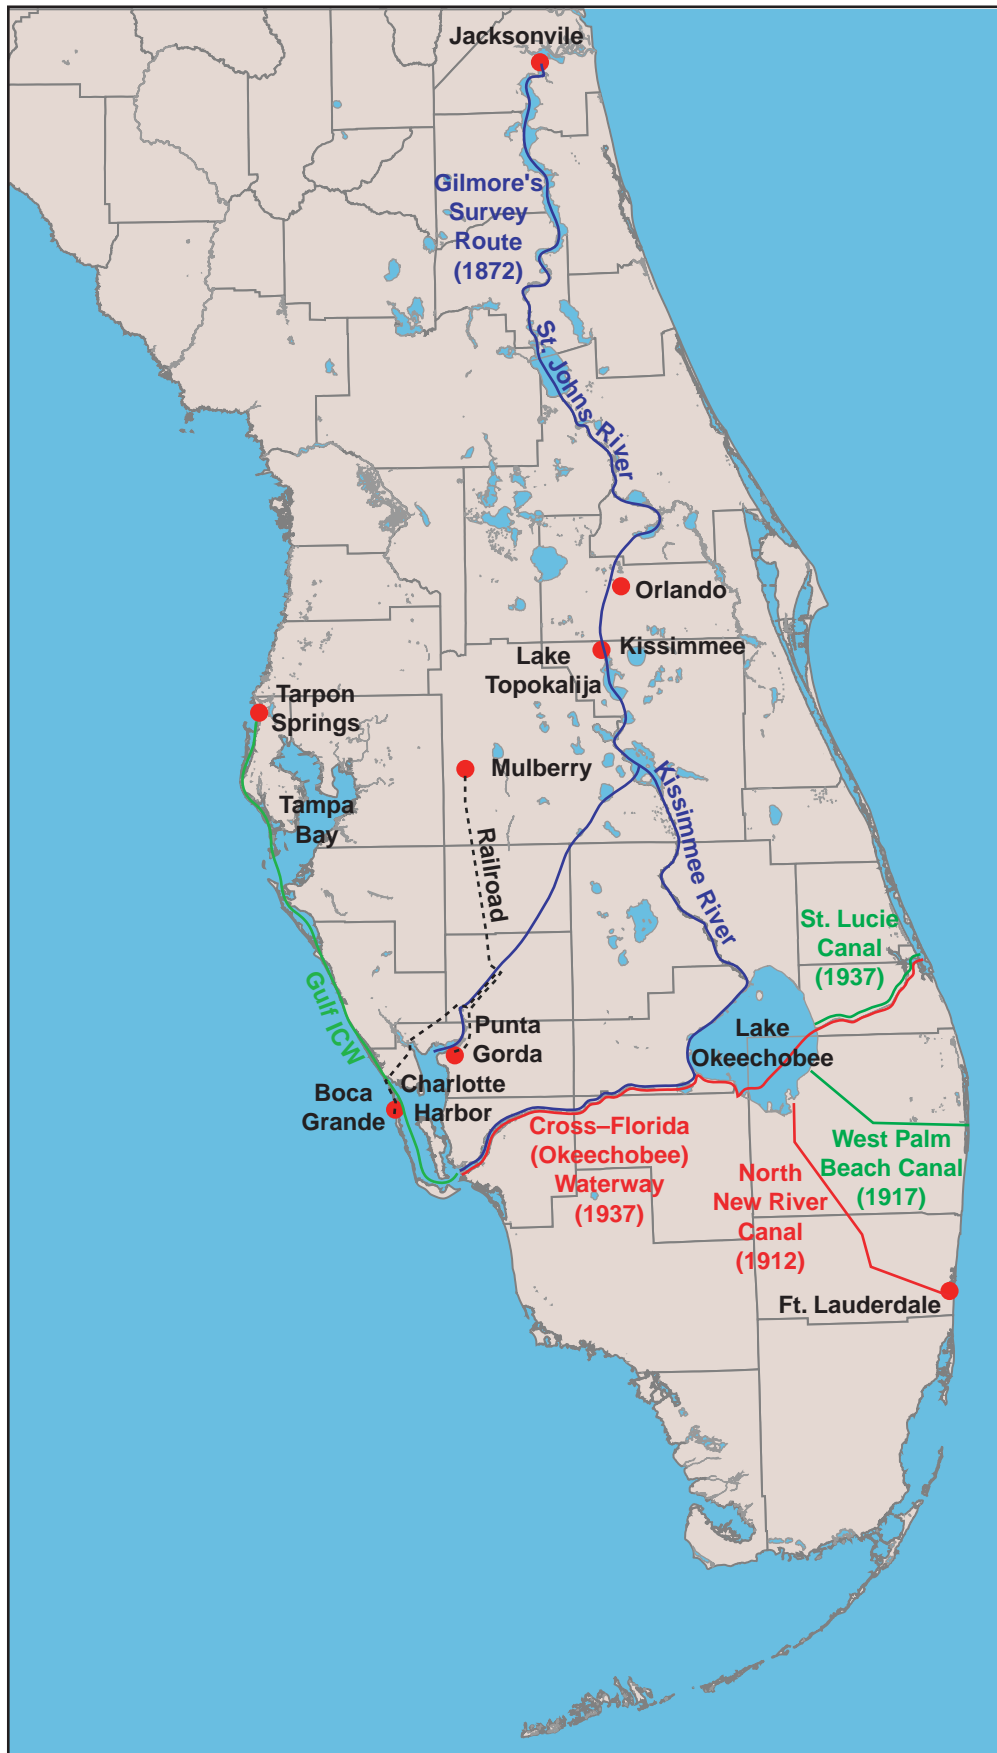 Jacksonvile
Gilmore's
Survey
Route
(1872)
St. Johns River
Orlando
Kissimmee
Lake
Topokalija
Tarpon
Springs
Mulberry
Tampa
Bay
Railroad
Kissimmee River
St. Lucie
Canal
(1937)
Gulf ICW
Punta
Gorda
Lake
Okeechobee
Boca
Grande
Charlotte
Harbor
Cross–Florida
(Okeechobee)
Waterway
(1937)
West Palm
Beach Canal
(1917)
North
New River
Canal
(1912)
Ft. Lauderdale